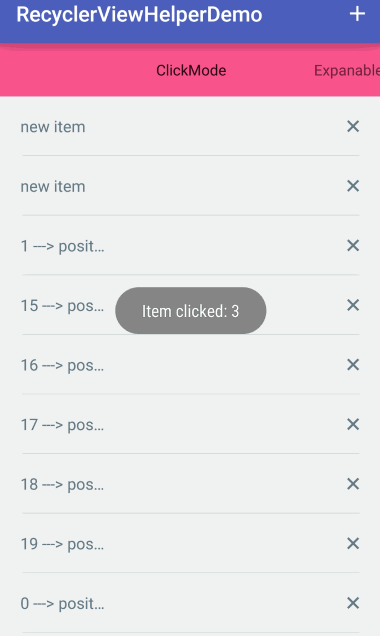 RecyclerViewHelperDemo +
ClickMode Expanable
new item ✕
new item ✕
1 ---> posit... ✕
15 ---> pos... ✕
Item clicked: 3
16 ---> pos... ✕
17 ---> pos... ✕
18 ---> pos... ✕
19 ---> pos... ✕
0 ---> posit... ✕